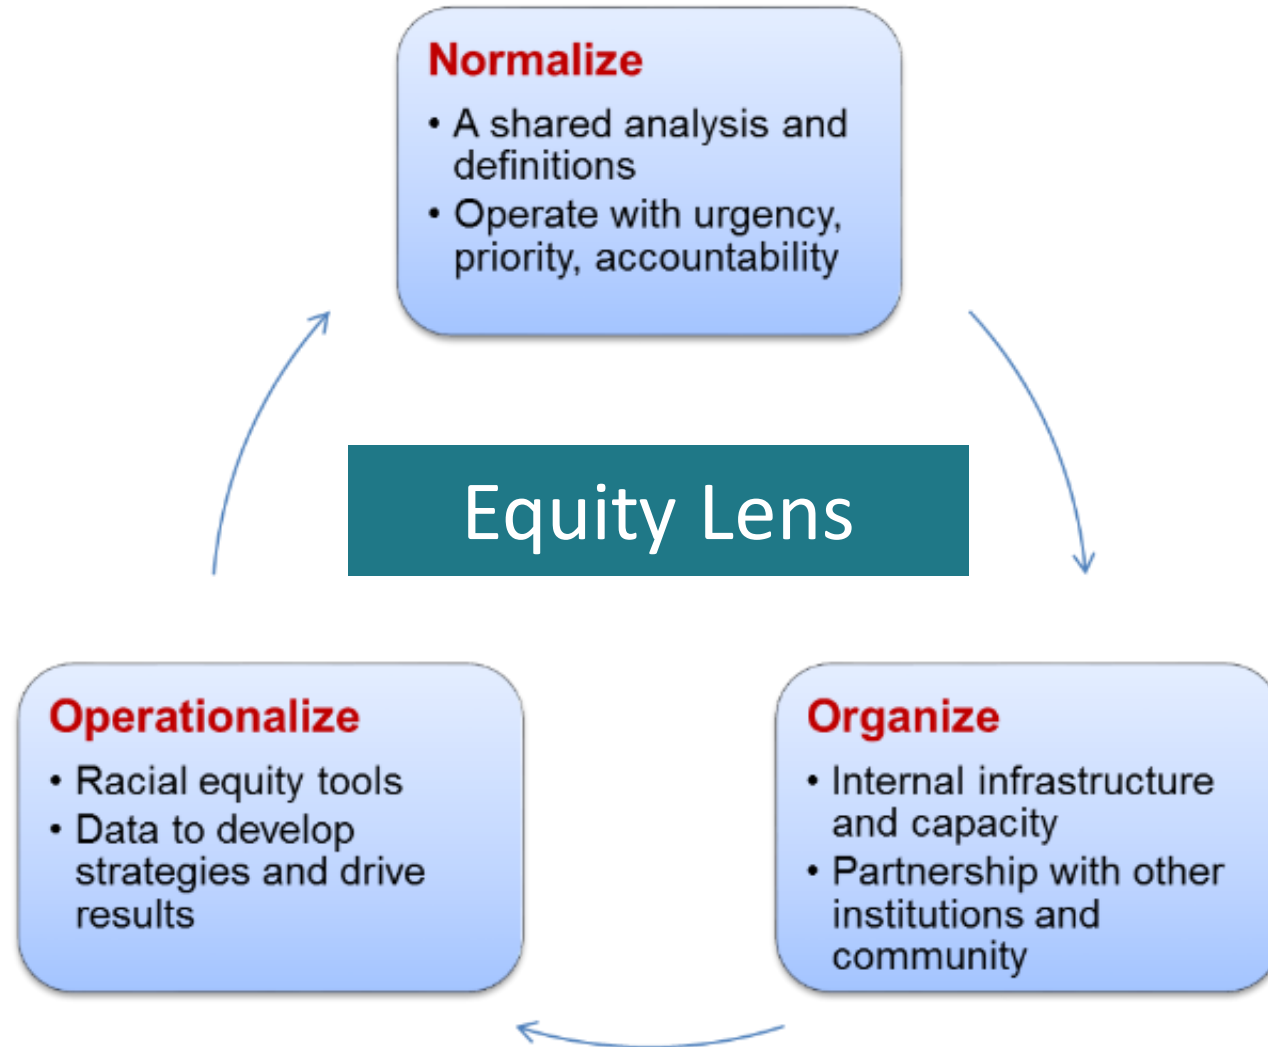 Normalize
• A shared analysis and
definitions
• Operate with urgency,
priority, accountability
Equity Lens
Operationalize
• Racial equity tools
• Data to develop
strategies and drive
results
Organize
• Internal infrastructure
and capacity
• Partnership with other
institutions and
community